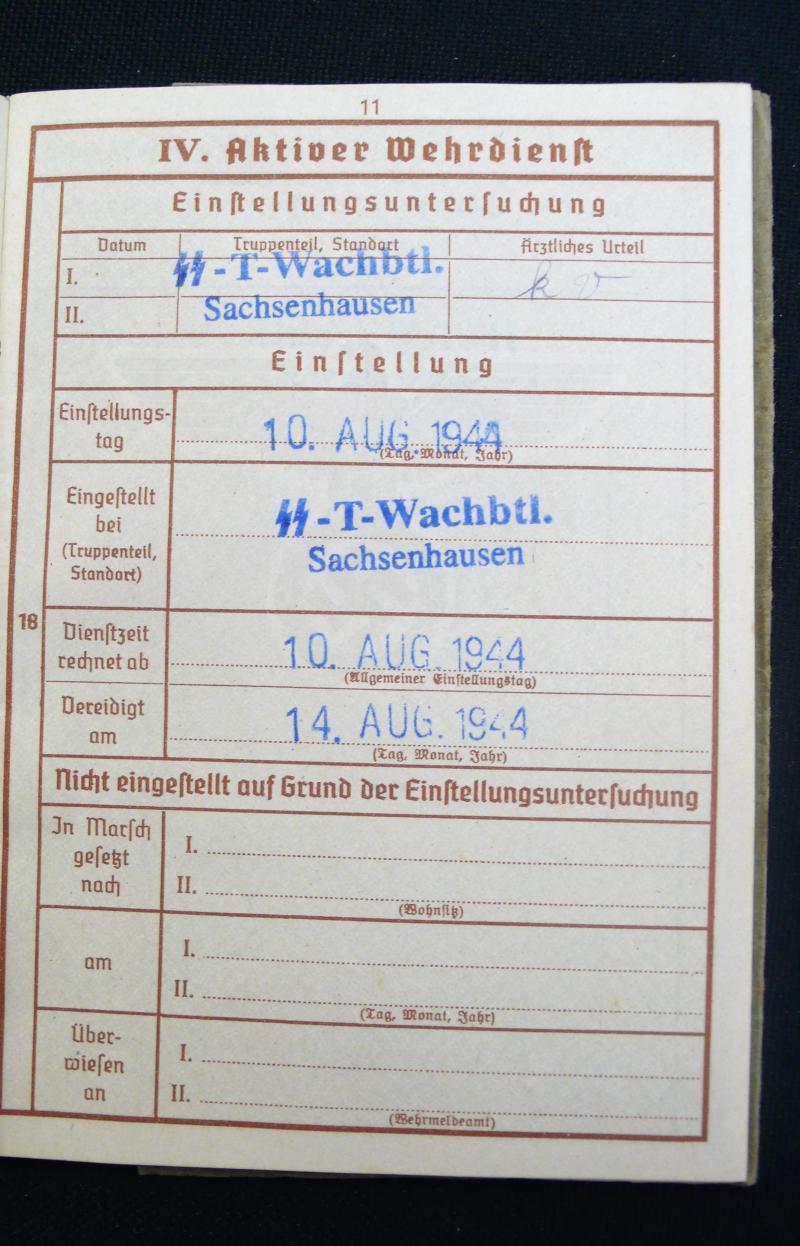 11
IV. Aktiver Wehrdienst
Einstellungsuntersuchung
Datum Truppenteil, Standort Ärztliches Urteil
I. ᛋᛋ-T-Wachbtl. k v
II. Sachsenhausen
Einstellung
Einstellungs-
tag
10. AUG. 1944
(Tag, Monat, Jahr)
Eingestellt
bei
(Truppenteil,
Standort)
ᛋᛋ-T-Wachbtl.
Sachsenhausen
18
Dienstzeit
rechnet ab
10. AUG. 1944
(Allgemeiner Einstellungstag)
Vereidigt
am
14. AUG. 1944
(Tag, Monat, Jahr)
Nicht eingestellt auf Grund der Einstellungsuntersuchung
In Marsch
gesetzt
nach
I.
II.
(Wohnsitz)
am
I.
II.
(Tag, Monat, Jahr)
Über-
wiesen
an
I.
II.
(Wehrmeldeamt)